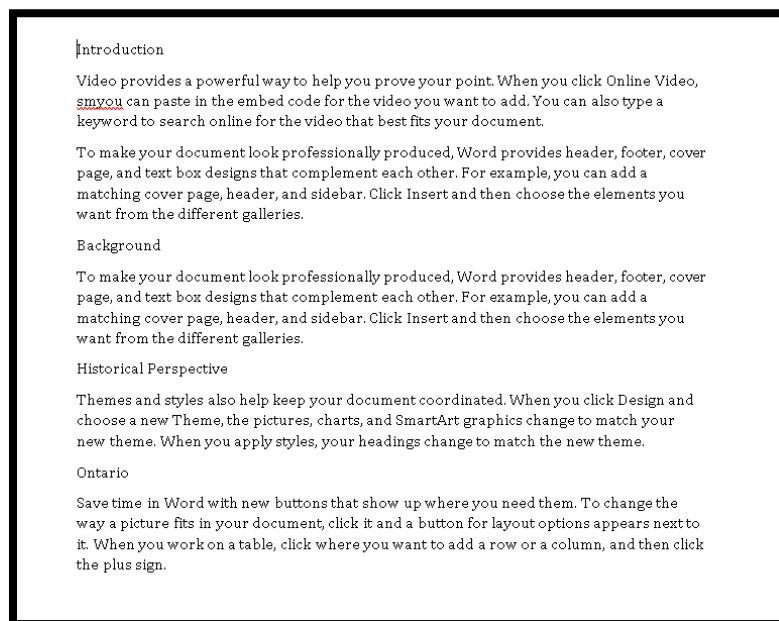 Introduction
Video provides a powerful way to help you prove your point. When you click Online Video,
smyou can paste in the embed code for the video you want to add. You can also type a
keyword to search online for the video that best fits your document.
To make your document look professionally produced, Word provides header, footer, cover
page, and text box designs that complement each other. For example, you can add a
matching cover page, header, and sidebar. Click Insert and then choose the elements you
want from the different galleries.
Background
To make your document look professionally produced, Word provides header, footer, cover
page, and text box designs that complement each other. For example, you can add a
matching cover page, header, and sidebar. Click Insert and then choose the elements you
want from the different galleries.
Historical Perspective
Themes and styles also help keep your document coordinated. When you click Design and
choose a new Theme, the pictures, charts, and SmartArt graphics change to match your
new theme. When you apply styles, your headings change to match the new theme.
Ontario
Save time in Word with new buttons that show up where you need them. To change the
way a picture fits in your document, click it and a button for layout options appears next to
it. When you work on a table, click where you want to add a row or a column, and then click
the plus sign.